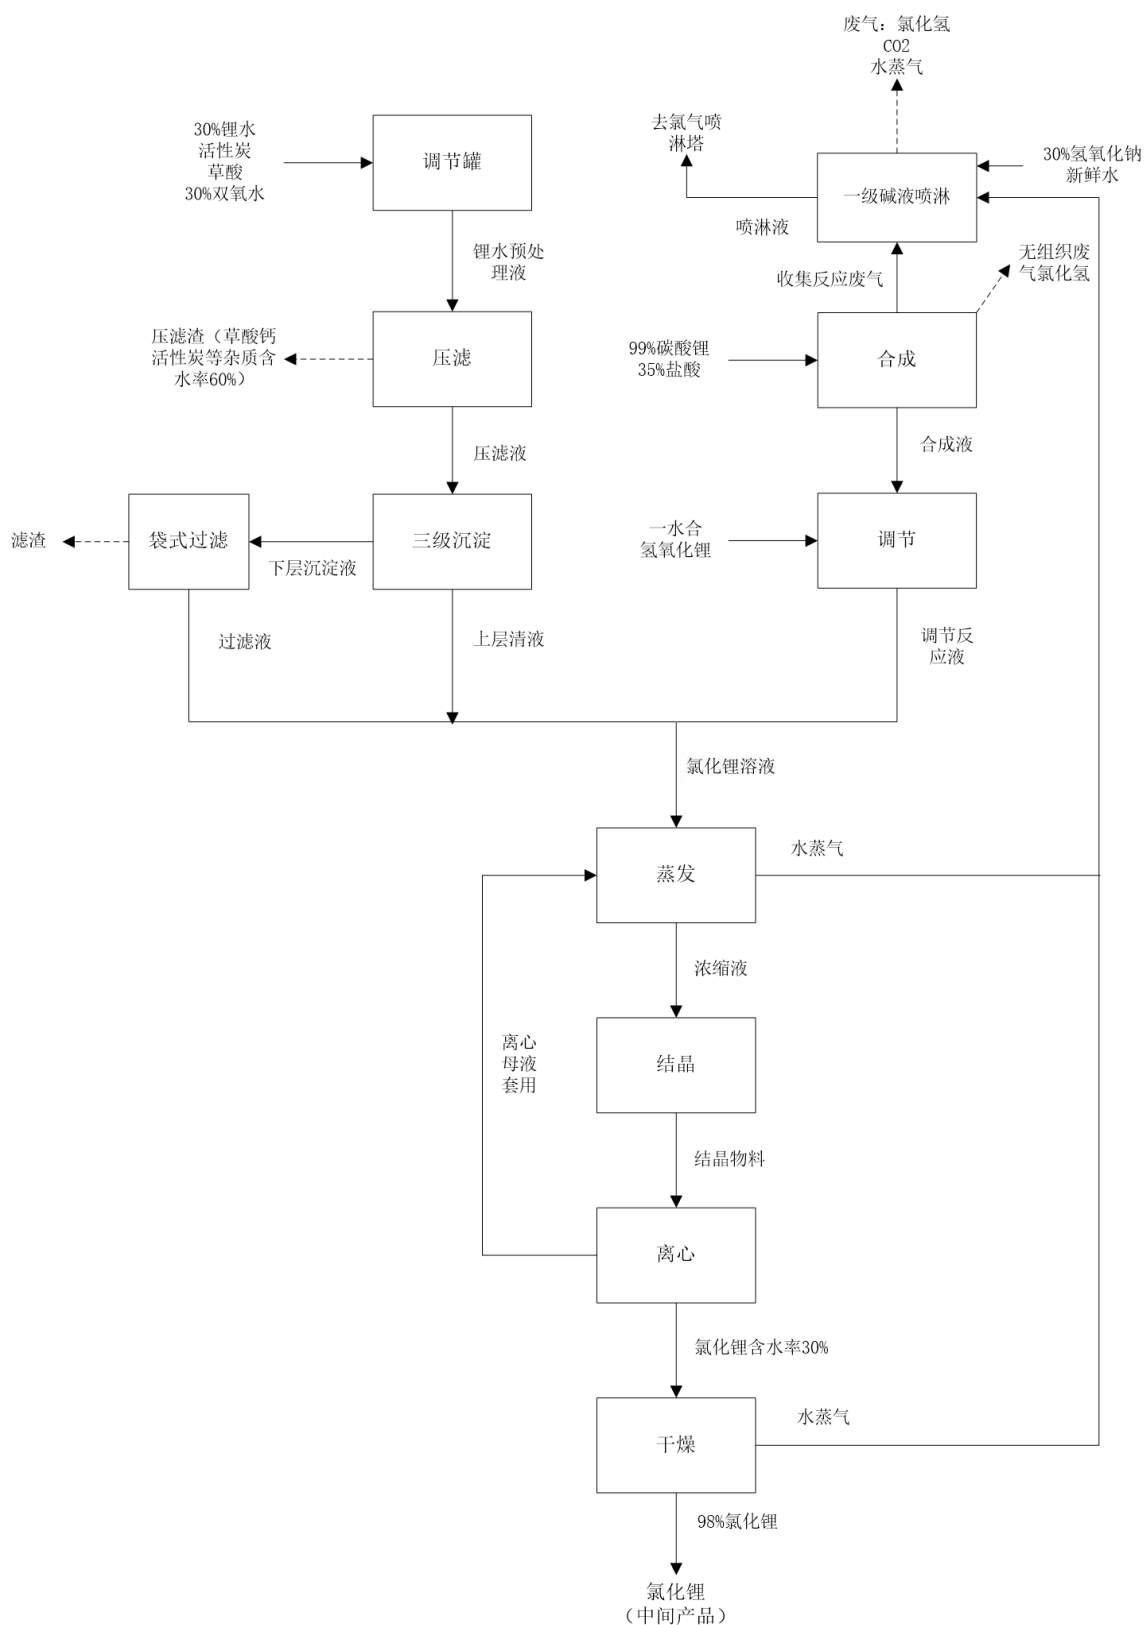 废气：氯化氢
CO2
水蒸气
30%锂水
活性炭
草酸
30%双氧水
调节罐
去氯气喷
淋塔
一级碱液喷淋
30%氢氧化钠
新鲜水
喷淋液
锂水预处
理液
收集反应废气
无组织废
气氯化氢
压滤渣（草酸钙
活性炭等杂质含
水率60%）
压滤
99%碳酸锂
35%盐酸
合成
压滤液
合成液
滤渣
袋式过滤
下层沉淀液
三级沉淀
一水合
氢氧化锂
调节
过滤液
上层清液
调节反
应液
氯化锂溶液
蒸发
水蒸气
浓缩液
离心
母液
套用
结晶
结晶物料
离心
氯化锂含水率30%
干燥
水蒸气
98%氯化锂
氯化锂
（中间产品）